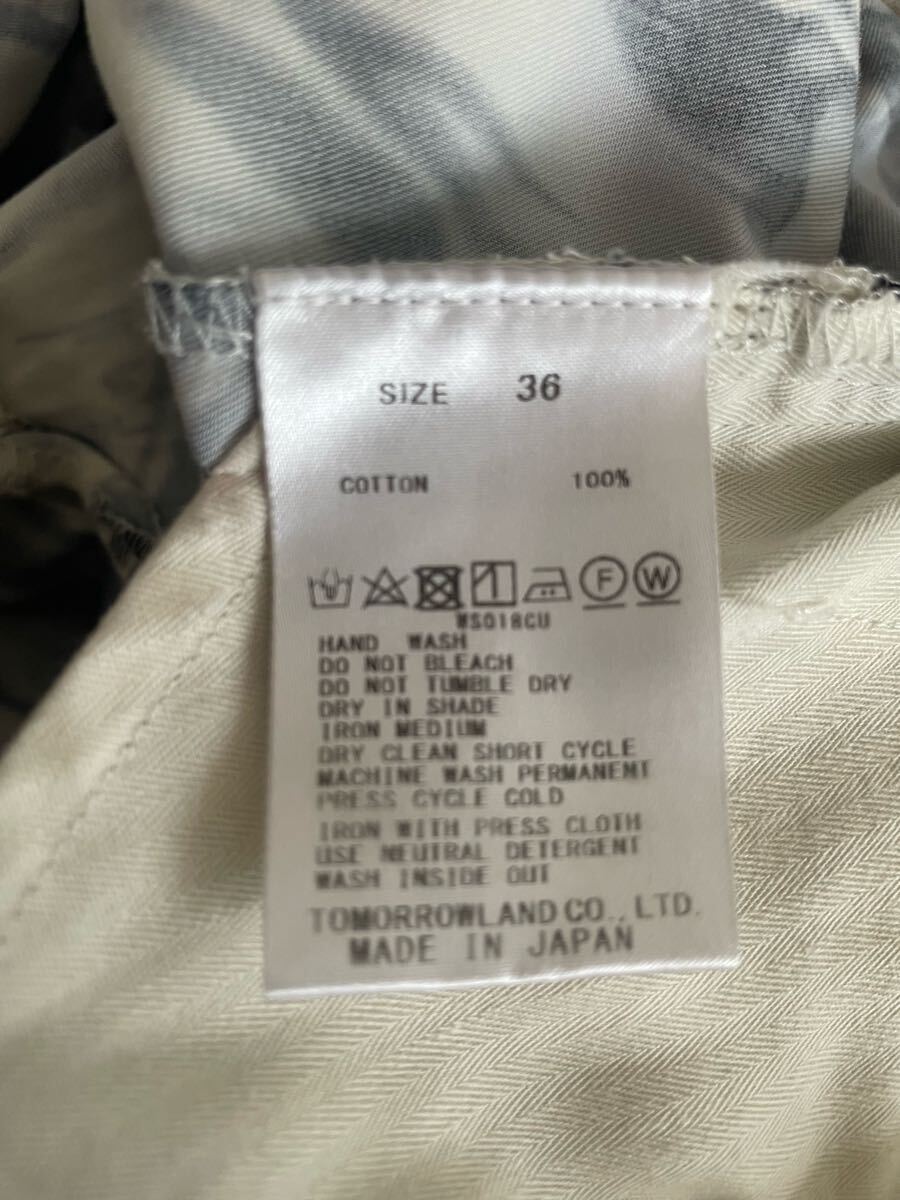 SIZE 36
COTTON 100%
F W
WS018CU
HAND WASH
DO NOT BLEACH
DO NOT TUMBLE DRY
DRY IN SHADE
IRON MEDIUM
DRY CLEAN SHORT CYCLE
MACHINE WASH PERMANENT
PRESS CYCLE COLD
IRON WITH PRESS CLOTH
USE NEUTRAL DETERGENT
WASH INSIDE OUT
TOMORROWLAND CO., LTD.
MADE IN JAPAN